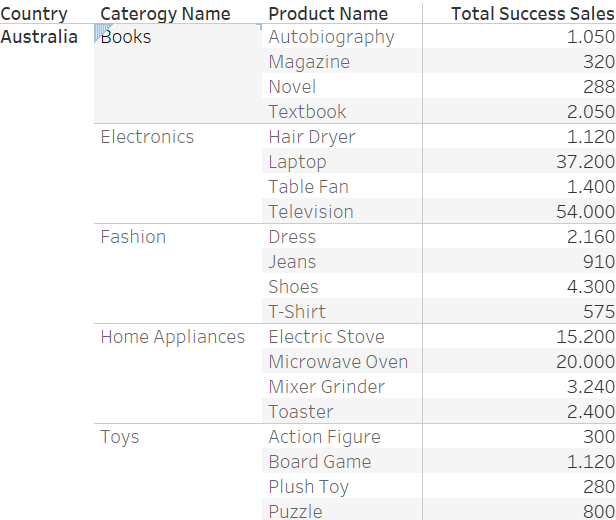 Country Caterogy Name Product Name Total Success Sales
Australia Books Autobiography 1.050
Magazine 320
Novel 288
Textbook 2.050
Electronics Hair Dryer 1.120
Laptop 37.200
Table Fan 1.400
Television 54.000
Fashion Dress 2.160
Jeans 910
Shoes 4.300
T-Shirt 575
Home Appliances Electric Stove 15.200
Microwave Oven 20.000
Mixer Grinder 3.240
Toaster 2.400
Toys Action Figure 300
Board Game 1.120
Plush Toy 280
Puzzle 800